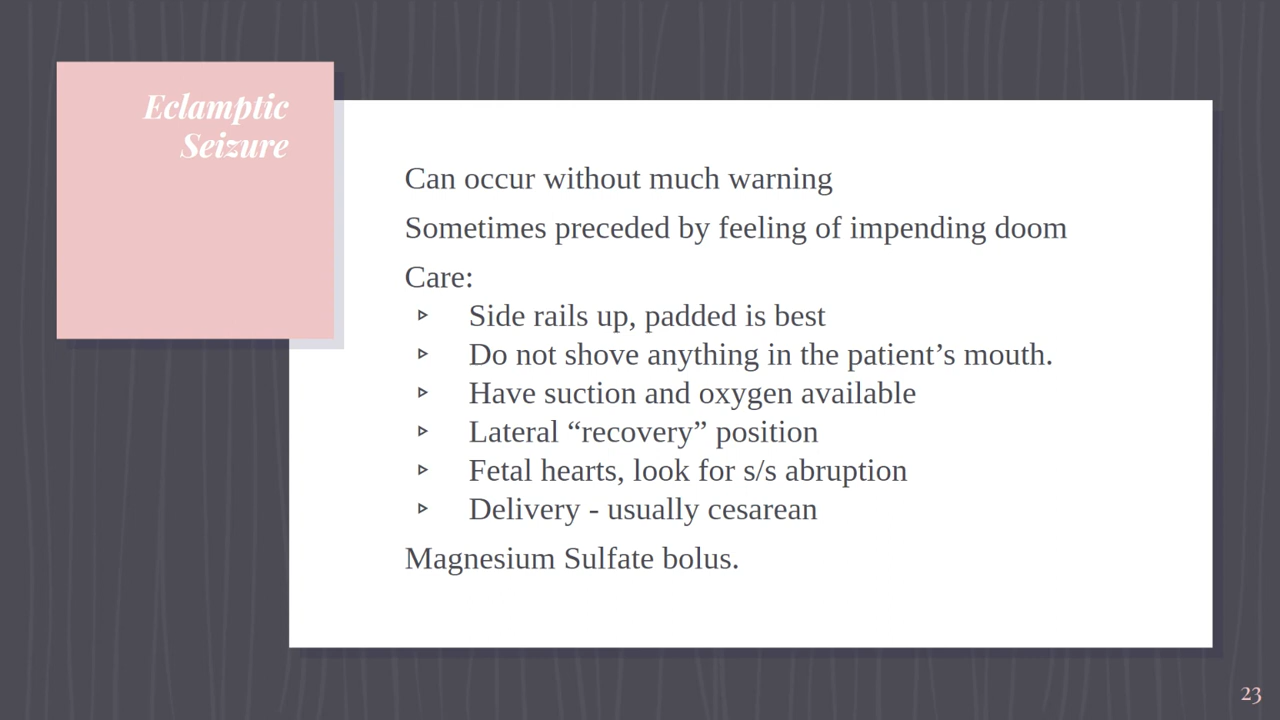 Eclamptic
Seizure
Can occur without much warning
Sometimes preceded by feeling of impending doom
Care:
▹ Side rails up, padded is best
▹ Do not shove anything in the patient’s mouth.
▹ Have suction and oxygen available
▹ Lateral “recovery” position
▹ Fetal hearts, look for s/s abruption
▹ Delivery - usually cesarean
Magnesium Sulfate bolus.
23